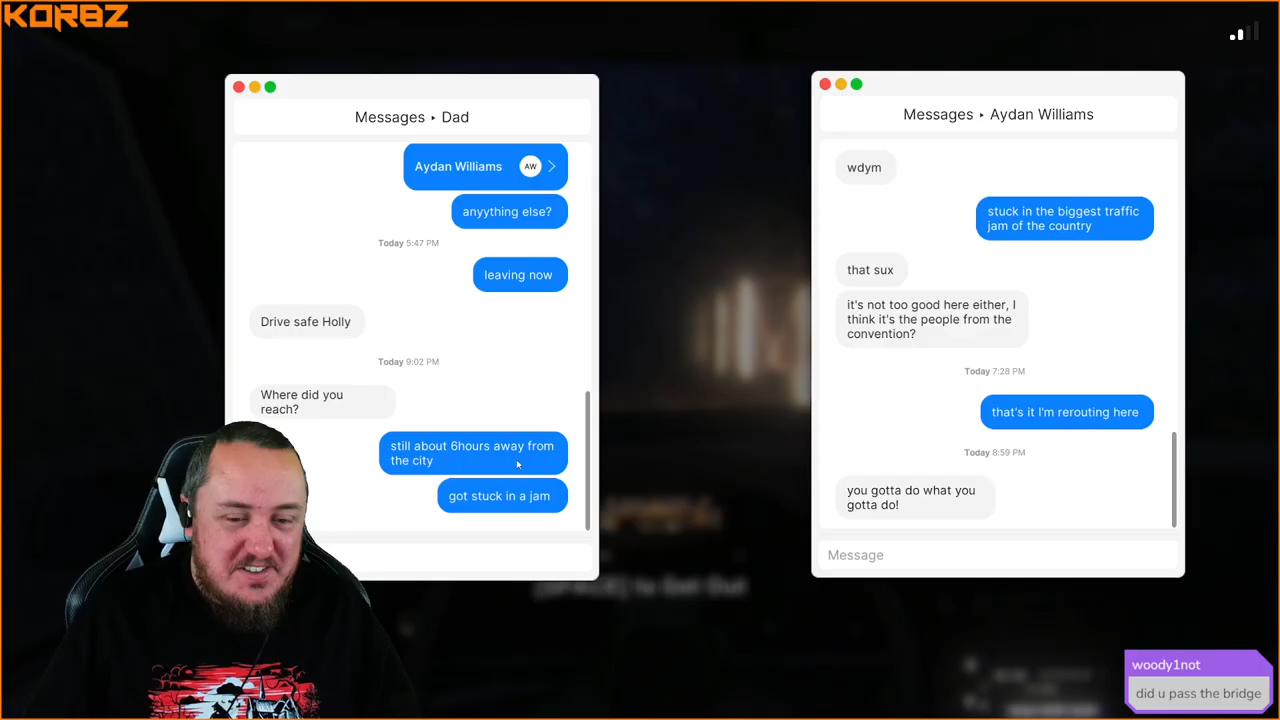 KORBZ
Messages ▸ Dad
Aydan Williams
AW
anyything else?
Today 5:47 PM
leaving now
Drive safe Holly
Today 9:02 PM
Where did you
reach?
still about 6hours away from
the city
got stuck in a jam
Messages ▸ Aydan Williams
wdym
stuck in the biggest traffic
jam of the country
that sux
it's not too good here either, I
think it's the people from the
convention?
Today 7:28 PM
that's it I'm rerouting here
Today 8:59 PM
you gotta do what you
gotta do!
Message
[SPACE] to Get Out
woody1not
did u pass the bridge